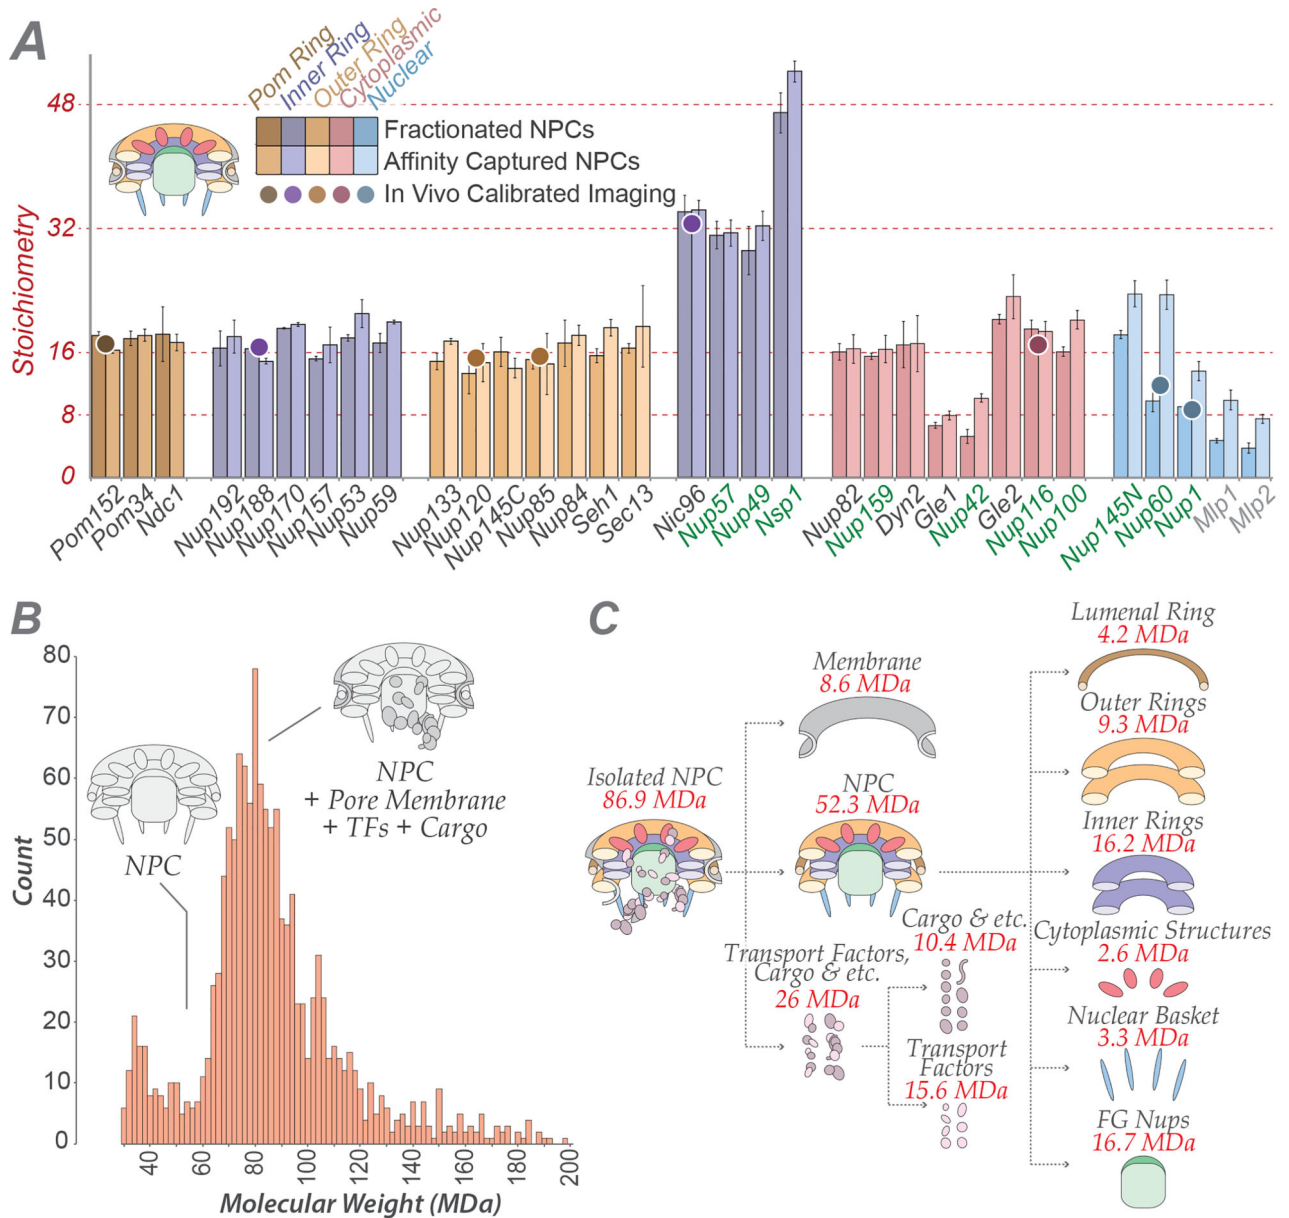 A
Pom Ring
Inner Ring
Outer Ring
Cytoplasmic
Nuclear
Fractionated NPCs
Affinity Captured NPCs
In Vivo Calibrated Imaging
Stoichiometry
48
32
16
8
0
Pom152
Pom34
Ndc1
Nup192
Nup188
Nup170
Nup157
Nup53
Nup59
Nup133
Nup120
Nup145C
Nup85
Nup84
Seh1
Sec13
Nic96
Nup57
Nup49
Nsp1
Nup82
Nup159
Dyn2
Gle1
Nup42
Gle2
Nup116
Nup100
Nup145N
Nup60
Nup1
Mlp1
Mlp2
B
Count
80
70
60
50
40
30
20
10
0
NPC
NPC
+ Pore Membrane
+ TFs + Cargo
40
60
80
100
120
140
160
180
200
Molecular Weight (MDa)
C
Isolated NPC
86.9 MDa
Membrane
8.6 MDa
NPC
52.3 MDa
Transport Factors,
Cargo & etc.
26 MDa
Cargo & etc.
10.4 MDa
Transport
Factors
15.6 MDa
Lumenal Ring
4.2 MDa
Outer Rings
9.3 MDa
Inner Rings
16.2 MDa
Cytoplasmic Structures
2.6 MDa
Nuclear Basket
3.3 MDa
FG Nups
16.7 MDa